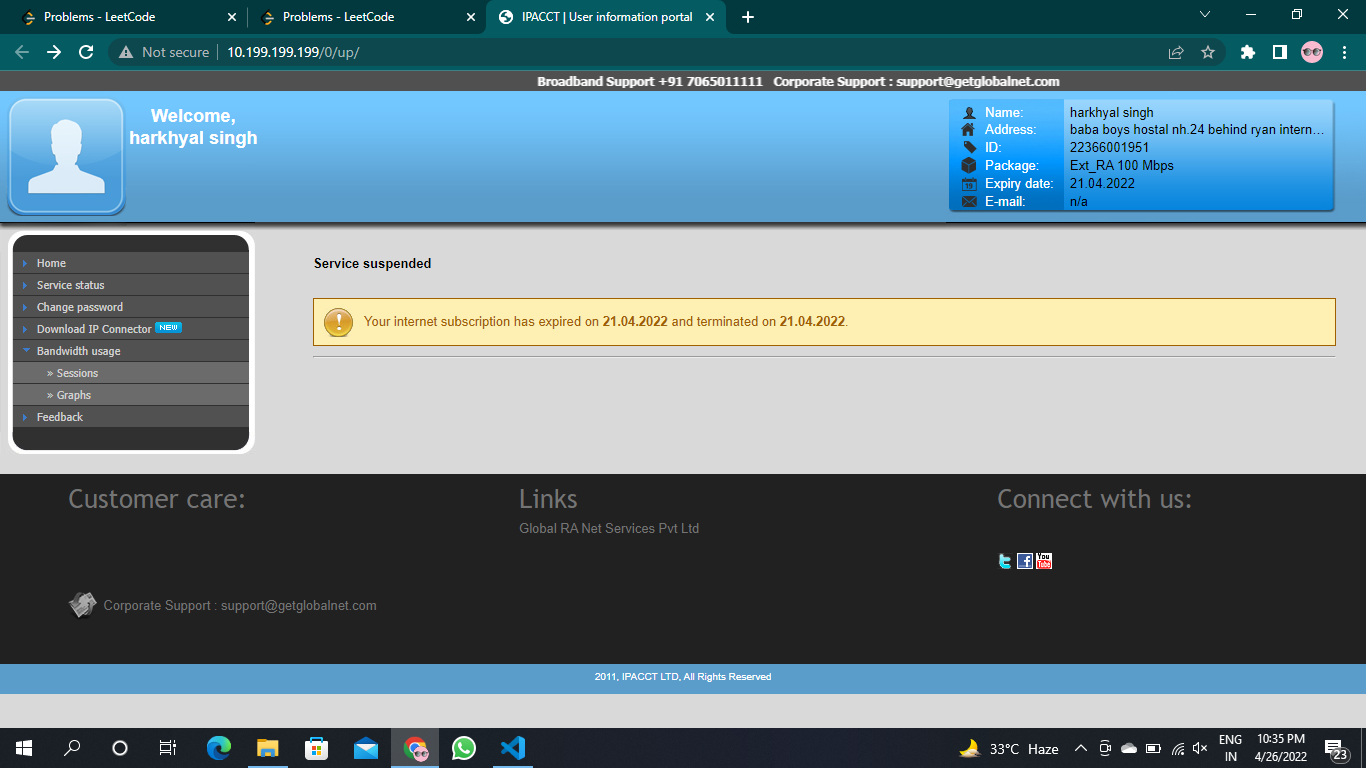 Problems - LeetCode
Problems - LeetCode
IPACCT | User information portal
Not secure
10.199.199.199/0/up/
Broadband Support +91 7065011111 Corporate Support : support@getglobalnet.com
Welcome,
harkhyal singh
Name: harkhyal singh
Address: baba boys hostal nh.24 behind ryan intern...
ID: 22366001951
Package: Ext_RA 100 Mbps
19
Expiry date: 21.04.2022
E-mail: n/a
Home
Service status
Change password
Download IP Connector NEW
Bandwidth usage
» Sessions
» Graphs
Feedback
Service suspended
Your internet subscription has expired on 21.04.2022 and terminated on 21.04.2022.
Customer care:
Corporate Support : support@getglobalnet.com
Links
Global RA Net Services Pvt Ltd
Connect with us:
You
Tube
2011, IPACCT LTD, All Rights Reserved
33°C Haze
ENG
IN
10:35 PM
4/26/2022
23